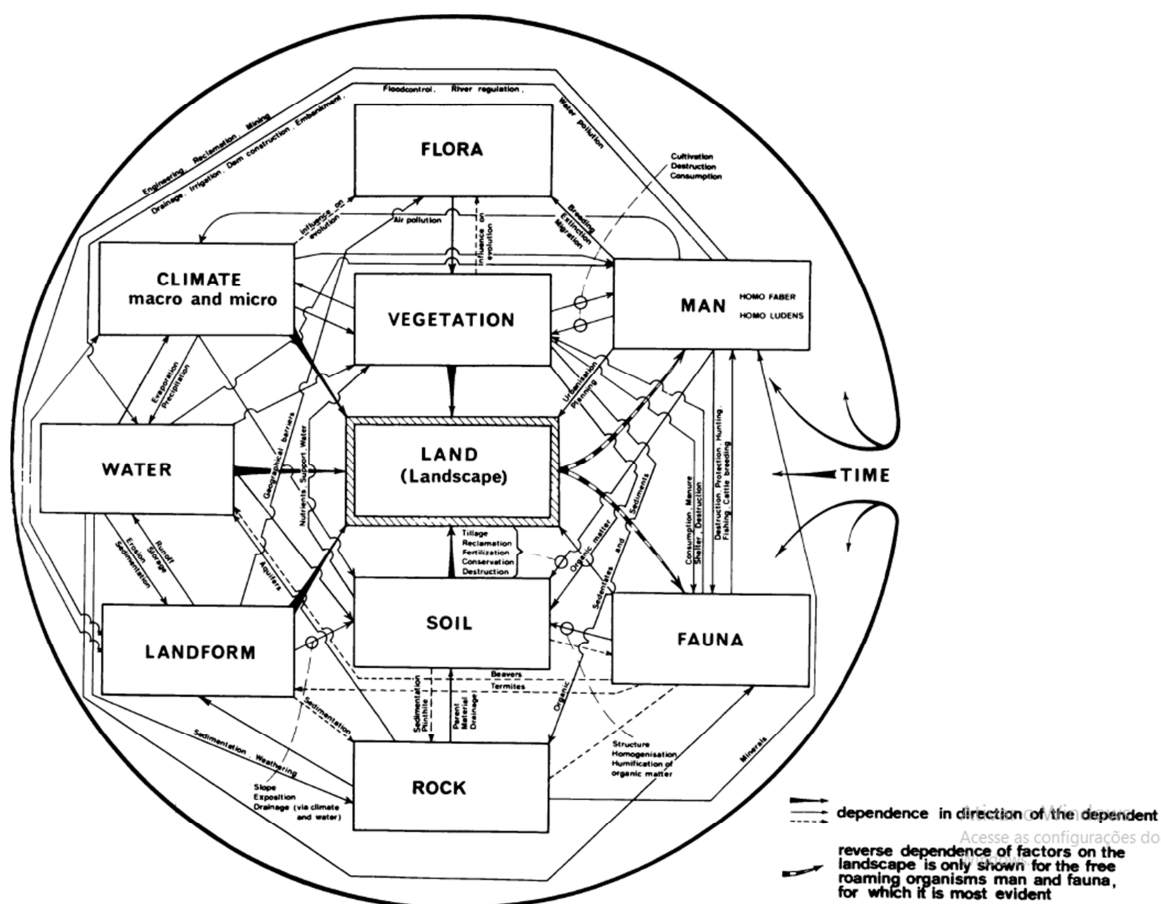 Engineering. Reclamation. Mining
Drainage. Irrigation. Dam construction. Embankment.
Floodcontrol. River regulation.
Water pollution
FLORA
Cultivation
Destruction
Consumption
Influence on
evolution
Air pollution
Influence on
evolution
Breeding
Extinction
Migration
CLIMATE
macro and micro
VEGETATION
MAN
HOMO FABER
HOMO LUDENS
Evaporation
Precipitation
Urbanisation
Planning
Geographical barriers
Nutrients. Support. Water
WATER
LAND
(Landscape)
TIME
Consumption. Manure
Shelter. Destruction
Destruction. Protection. Hunting.
Fishing. Cattle breeding
Runoff
Storage
Erosion
Sedimentation
Aquifers
Tillage
Reclamation
Fertilization
Conservation
Destruction
Organic matter
Sedentates and Sediments
LANDFORM
SOIL
FAUNA
Beavers
Termites
Sedimentation
Sedimentation
Plinthite
Parent
Material
Drainage
Organic
Sedimentation Weathering
ROCK
Structure
Homogenisation
Humification of
organic matter
Minerals
Slope
Exposition
Drainage (via climate
and water)
dependence in direction of the dependent
Acesse as configurações do
reverse dependence of factors on the
landscape is only shown for the free
roaming organisms man and fauna,
for which it is most evident